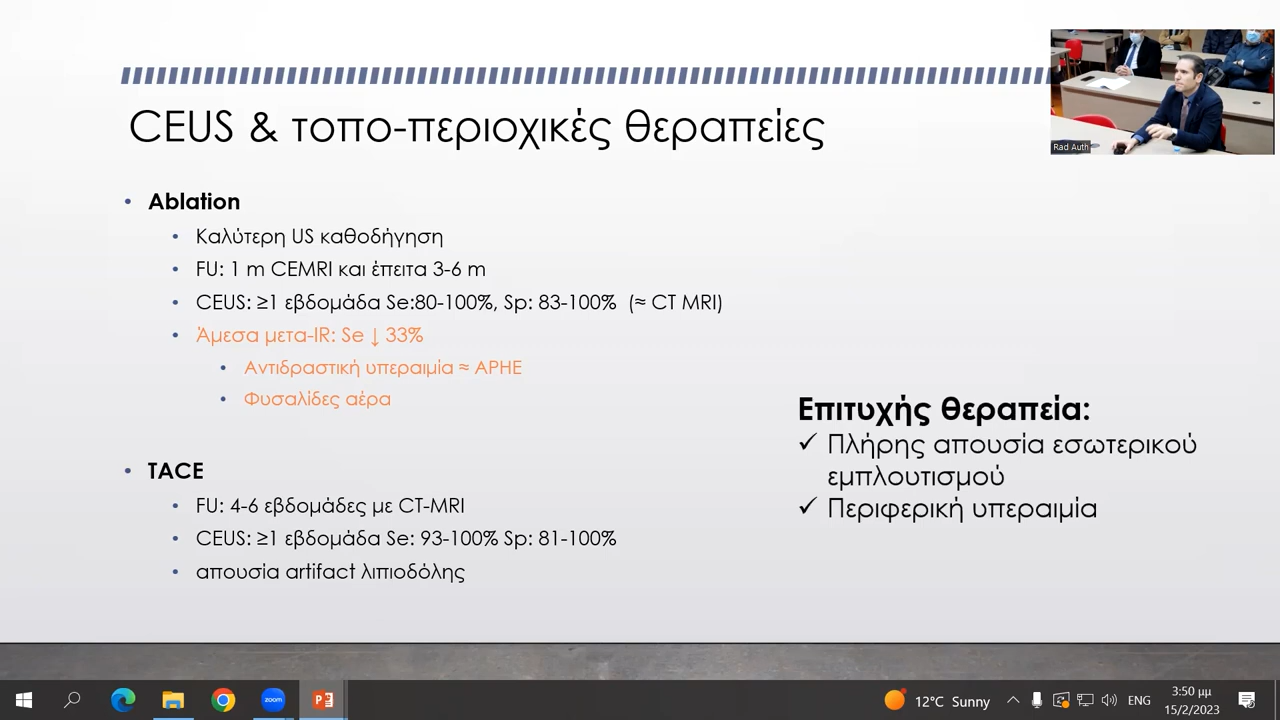 CEUS & τοπο-περιοχικές θεραπείες
Rad Auth
• Ablation
• Καλύτερη US καθοδήγηση
• FU: 1 m CEMRI και έπειτα 3-6 m
• CEUS: ≥1 εβδομάδα Se:80-100%, Sp: 83-100% (≈ CT MRI)
• Άμεσα μετα-IR: Se ↓ 33%
• Αντιδραστική υπεραιμία ≈ APHE
• Φυσαλίδες αέρα
• TACE
• FU: 4-6 εβδομάδες με CT-MRI
• CEUS: ≥1 εβδομάδα Se: 93-100% Sp: 81-100%
• απουσία artifact λιπιοδόλης
Επιτυχής θεραπεία:
✓ Πλήρης απουσία εσωτερικού
εμπλουτισμού
✓ Περιφερική υπεραιμία
zoom
12°C Sunny
ENG
3:50 μμ
15/2/2023